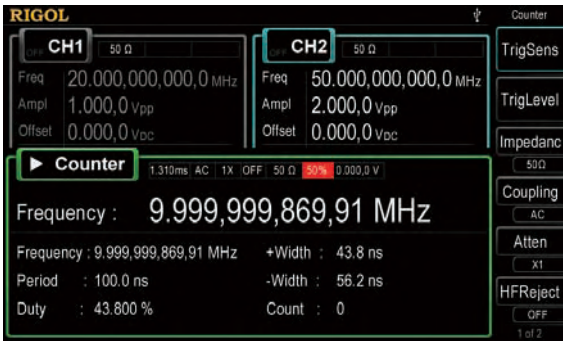 RIGOL
Counter
OFF CH1 50 Ω
OFF CH2 50 Ω
Freq 20.000,000,000,0 MHz
Ampl 1.000,0 Vpp
Offset 0.000,0 VDC
Freq 50.000,000,000,0 MHz
Ampl 2.000,0 Vpp
Offset 0.000,0 VDC
Counter 1.310ms AC 1X OFF 50 Ω 50% 0.000,0 V
Frequency : 9.999,999,869,91 MHz
Frequency : 9.999,999,869,91 MHz
Period : 100.0 ns
Duty : 43.800 %
+Width : 43.8 ns
-Width : 56.2 ns
Count : 0
TrigSens
TrigLevel
Impedanc
50Ω
Coupling
AC
Atten
X1
HFReject
OFF
1 of 2